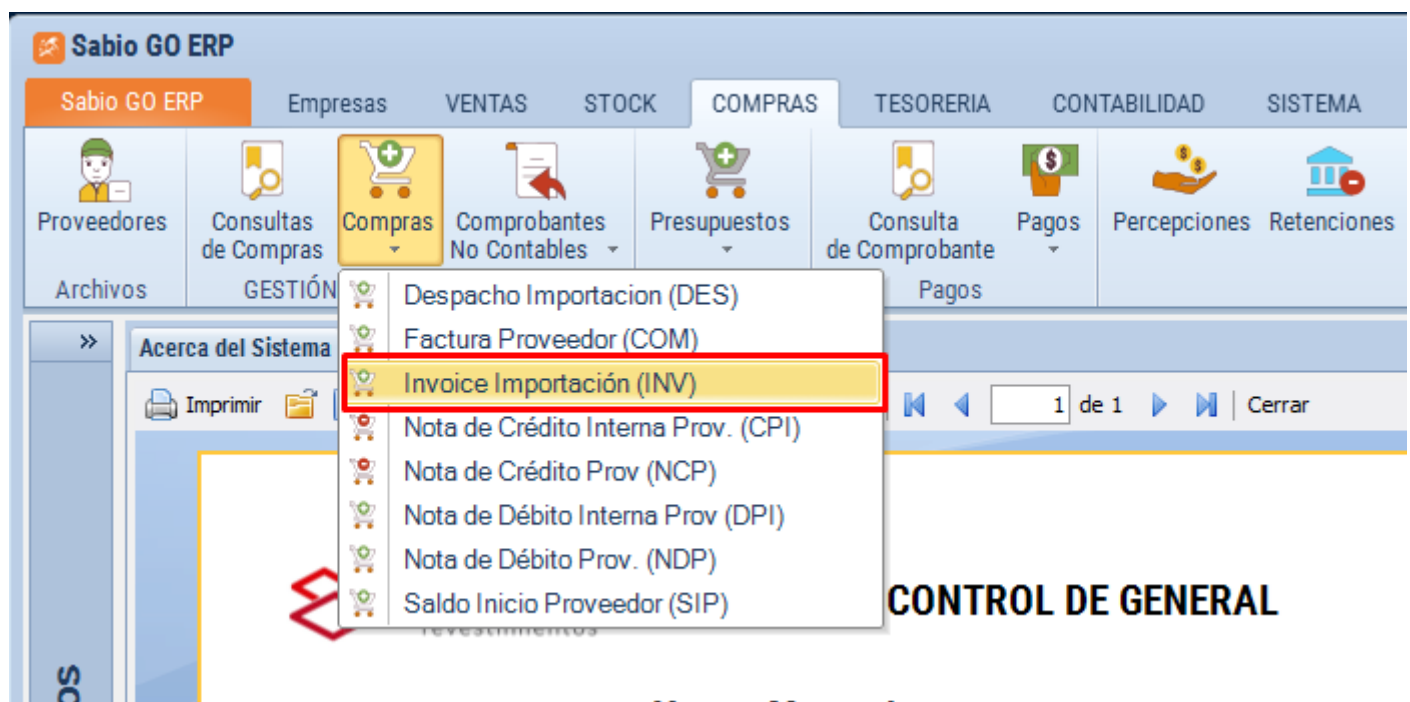 Sabio GO ERP
Sabio GO ERP Empresas VENTAS STOCK COMPRAS TESORERIA CONTABILIDAD SISTEMA
Proveedores
Consultas
de Compras
Compras
Comprobantes
No Contables
Presupuestos
Consulta
de Comprobante
Pagos
Percepciones
Retenciones
Archivos
GESTIÓN
Pagos
Despacho Importacion (DES)
Factura Proveedor (COM)
Invoice Importación (INV)
Nota de Crédito Interna Prov. (CPI)
Nota de Crédito Prov (NCP)
Nota de Débito Interna Prov (DPI)
Nota de Débito Prov. (NDP)
Saldo Inicio Proveedor (SIP)
»
Acerca del Sistema
Imprimir
1 de 1
Cerrar
CONTROL DE GENERAL